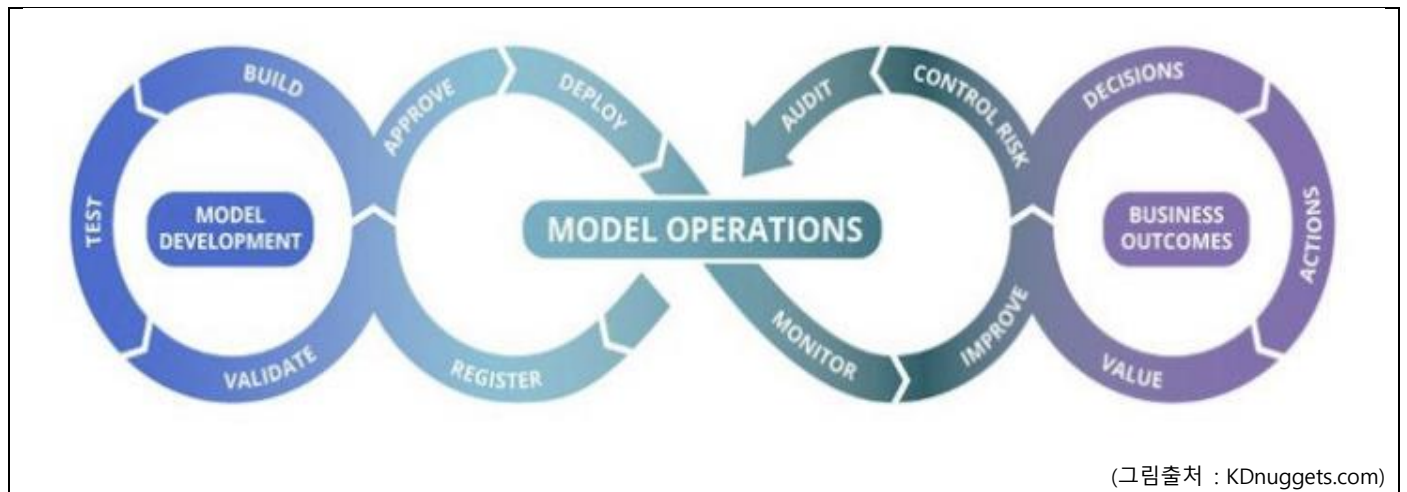 BUILD
TEST
MODEL
DEVELOPMENT
VALIDATE
APPROVE
DEPLOY
REGISTER
MODEL OPERATIONS
AUDIT
CONTROL RISK
MONITOR
IMPROVE
DECISIONS
ACTIONS
BUSINESS
OUTCOMES
VALUE
(그림출처 : KDnuggets.com)